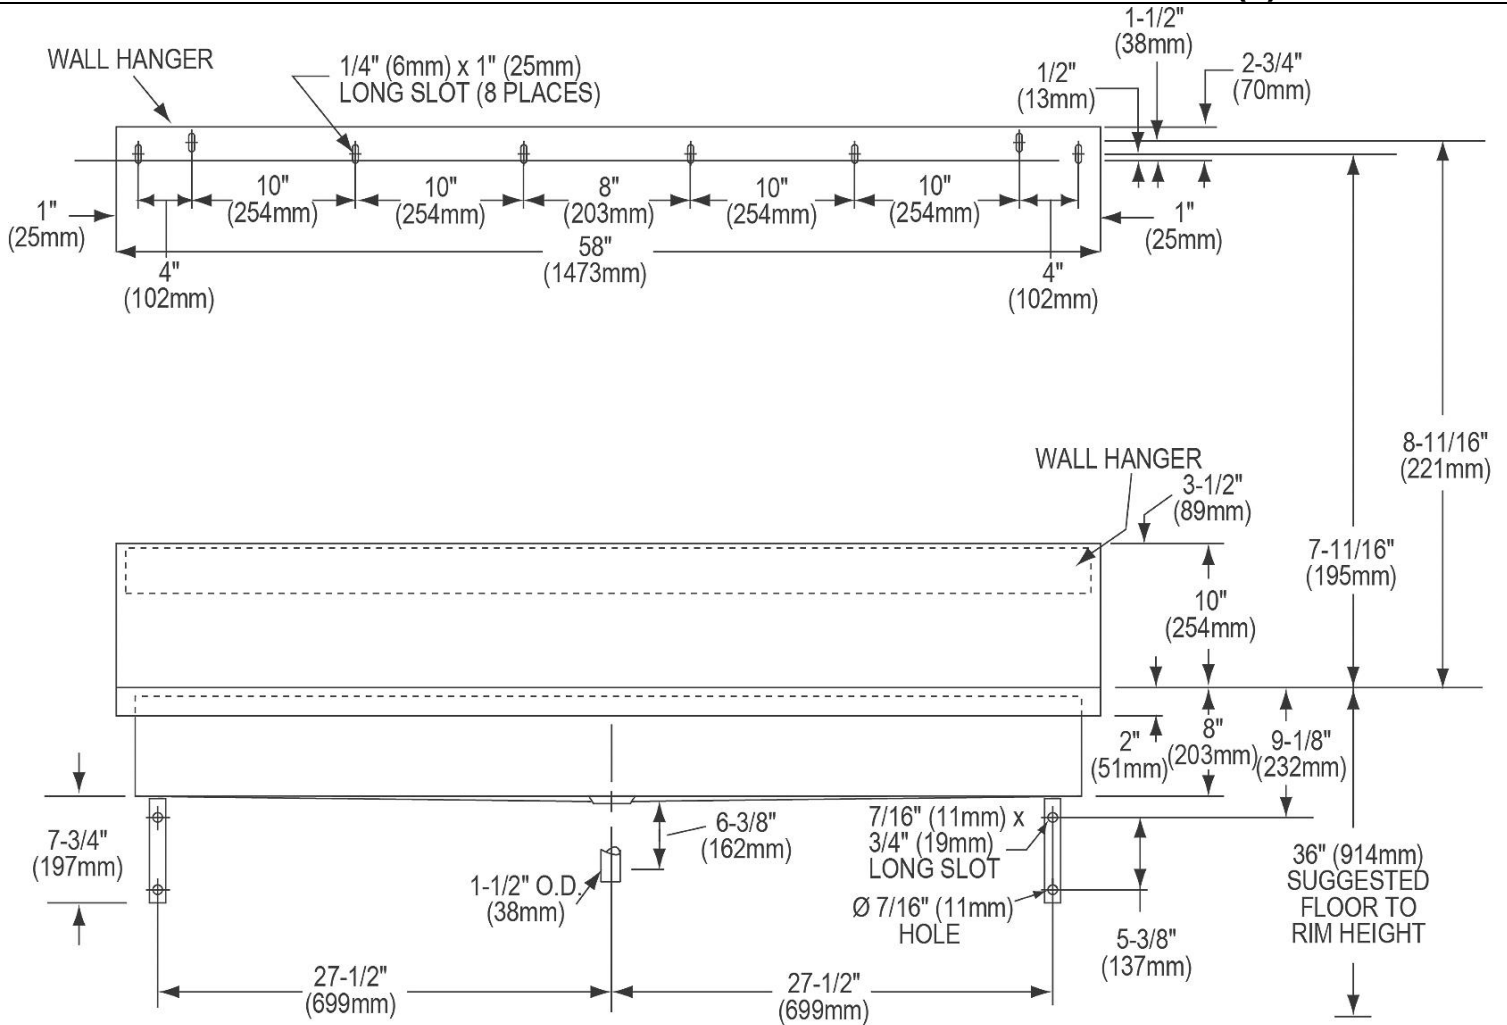 WALL HANGER
1/4" (6mm) x 1" (25mm)
LONG SLOT (8 PLACES)
1-1/2"
(38mm)
1/2"
(13mm)
2-3/4"
(70mm)
10"
(254mm)
10"
(254mm)
8"
(203mm)
10"
(254mm)
10"
(254mm)
1"
(25mm)
1"
(25mm)
58"
(1473mm)
4"
(102mm)
4"
(102mm)
8-11/16"
(221mm)
WALL HANGER
3-1/2"
(89mm)
7-11/16"
(195mm)
10"
(254mm)
2"
(51mm)
8"
(203mm)
9-1/8"
(232mm)
7-3/4"
(197mm)
6-3/8"
(162mm)
7/16" (11mm) x
3/4" (19mm)
LONG SLOT
1-1/2" O.D.
(38mm)
Ø 7/16" (11mm)
HOLE
36" (914mm)
SUGGESTED
FLOOR TO
RIM HEIGHT
5-3/8"
(137mm)
27-1/2"
(699mm)
27-1/2"
(699mm)